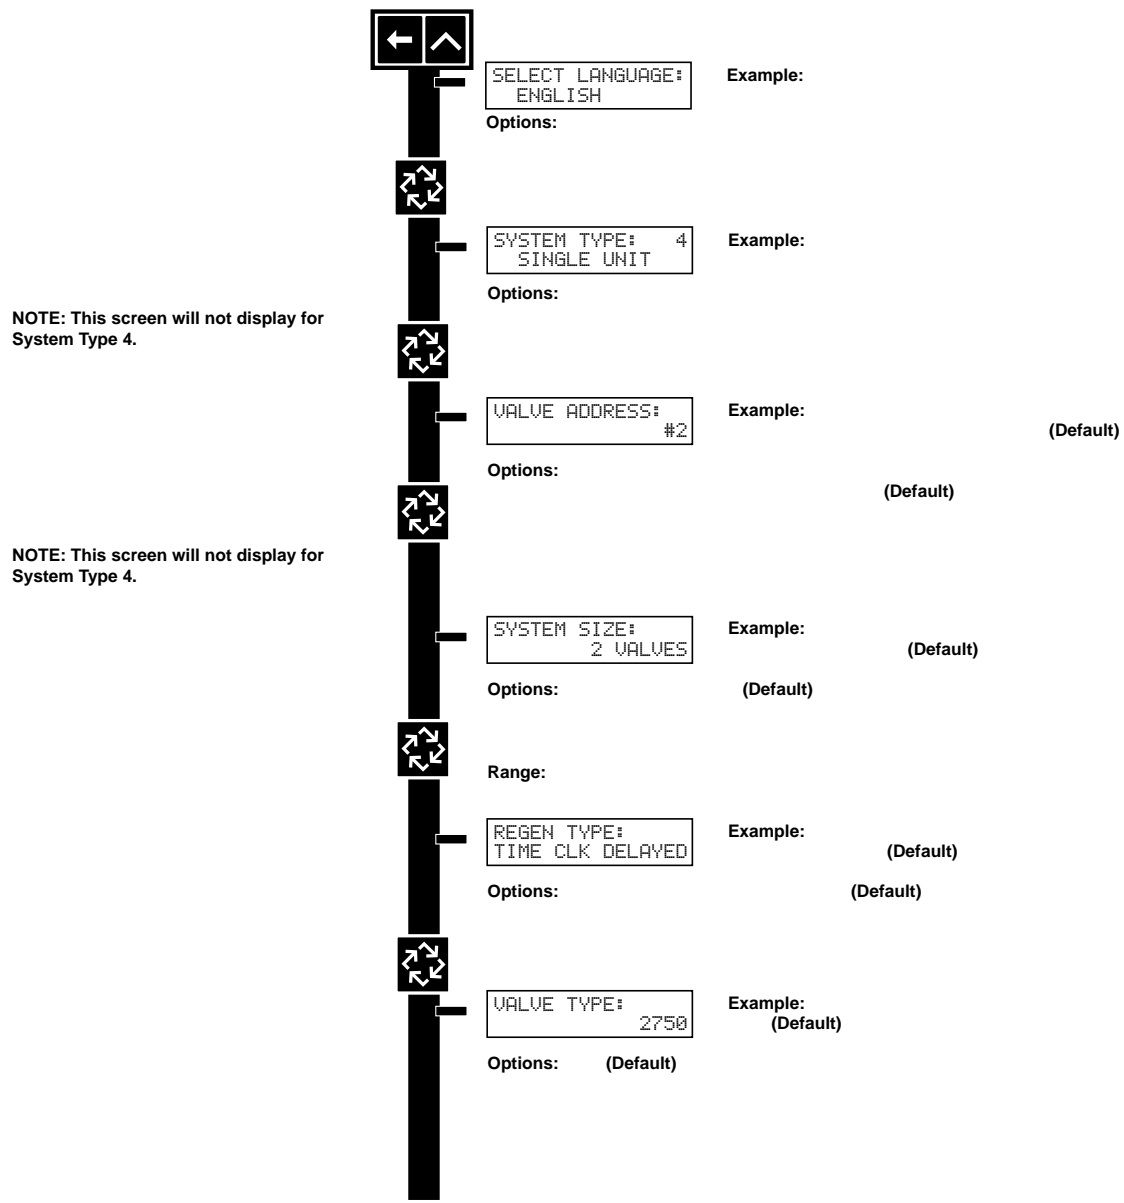 SELECT LANGUAGE:
ENGLISH
Example:
Options:
SYSTEM TYPE: 4
SINGLE UNIT
Example:
Options:
NOTE: This screen will not display for
System Type 4.
VALVE ADDRESS:
#2
Example:
(Default)
Options:
(Default)
NOTE: This screen will not display for
System Type 4.
SYSTEM SIZE:
2 VALVES
Example:
(Default)
Options: (Default)
Range:
REGEN TYPE:
TIME CLK DELAYED
Example:
(Default)
Options: (Default)
VALVE TYPE:
2750
Example:
(Default)
Options: (Default)